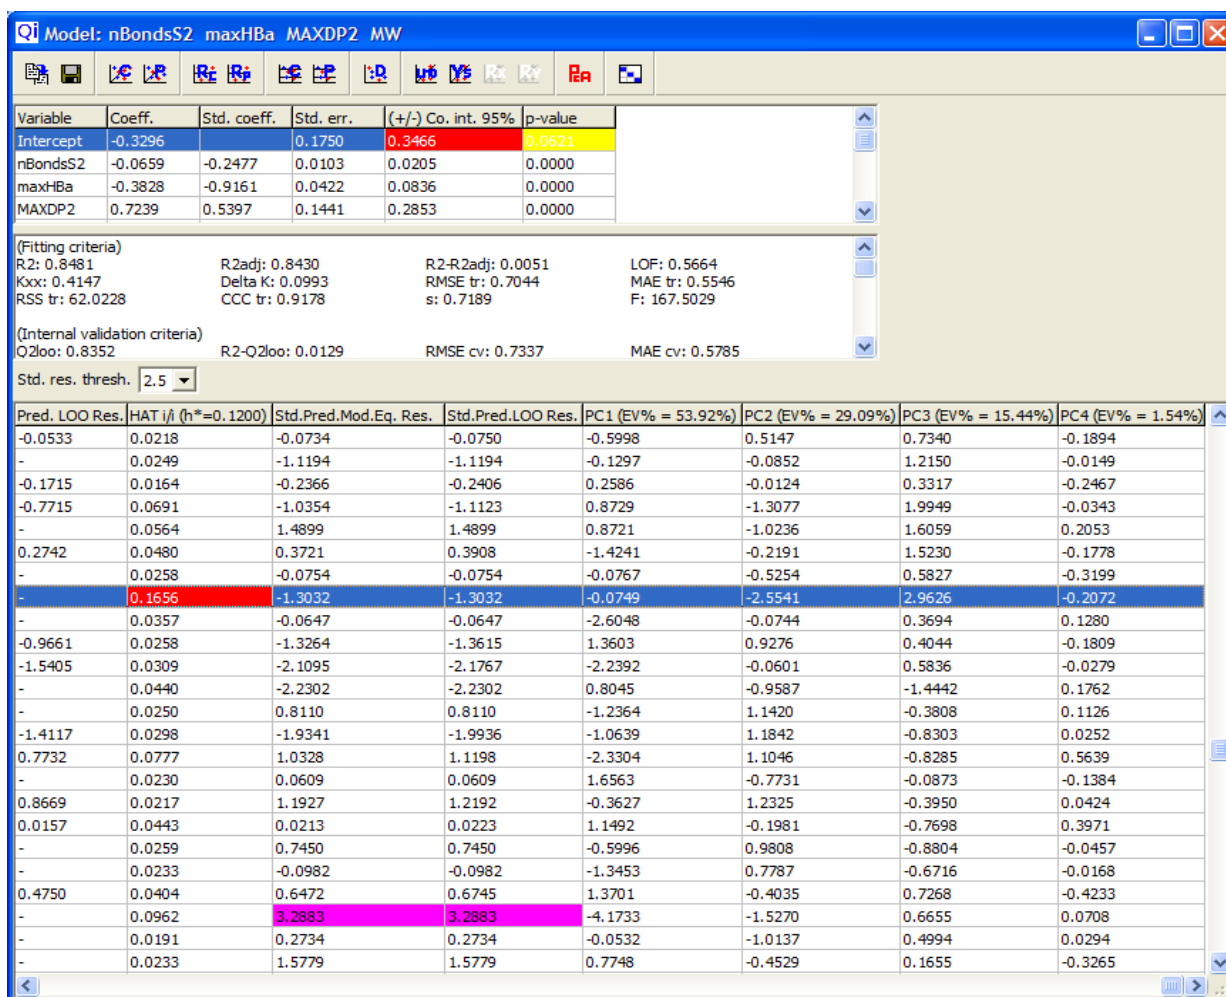 Qi Model: nBondsS2 maxHBa MAXDP2 MW
Variable Coeff. Std. coeff. Std. err. (+/-) Co. int. 95% p-value
Intercept -0.3296 0.1750 0.3466 0.0621
nBondsS2 -0.0659 -0.2477 0.0103 0.0205 0.0000
maxHBa -0.3828 -0.9161 0.0422 0.0836 0.0000
MAXDP2 0.7239 0.5397 0.1441 0.2853 0.0000
(Fitting criteria)
R2: 0.8481 R2adj: 0.8430 R2-R2adj: 0.0051 LOF: 0.5664
Kxx: 0.4147 Delta K: 0.0993 RMSE tr: 0.7044 MAE tr: 0.5546
RSS tr: 62.0228 CCC tr: 0.9178 s: 0.7189 F: 167.5029
(Internal validation criteria)
Q2loo: 0.8352 R2-Q2loo: 0.0129 RMSE cv: 0.7337 MAE cv: 0.5785
Std. res. thresh. 2.5
Pred. LOO Res. HAT i/i (h*=0.1200) Std.Pred.Mod.Eq. Res. Std.Pred.LOO Res. PC1 (EV% = 53.92%) PC2 (EV% = 29.09%) PC3 (EV% = 15.44%) PC4 (EV% = 1.54%)
-0.0533 0.0218 -0.0734 -0.0750 -0.5998 0.5147 0.7340 -0.1894
- 0.0249 -1.1194 -1.1194 -0.1297 -0.0852 1.2150 -0.0149
-0.1715 0.0164 -0.2366 -0.2406 0.2586 -0.0124 0.3317 -0.2467
-0.7715 0.0691 -1.0354 -1.1123 0.8729 -1.3077 1.9949 -0.0343
- 0.0564 1.4899 1.4899 0.8721 -1.0236 1.6059 0.2053
0.2742 0.0480 0.3721 0.3908 -1.4241 -0.2191 1.5230 -0.1778
- 0.0258 -0.0754 -0.0754 -0.0767 -0.5254 0.5827 -0.3199
- 0.1656 -1.3032 -1.3032 -0.0749 -2.5541 2.9626 -0.2072
- 0.0357 -0.0647 -0.0647 -2.6048 -0.0744 0.3694 0.1280
-0.9661 0.0258 -1.3264 -1.3615 1.3603 0.9276 0.4044 -0.1809
-1.5405 0.0309 -2.1095 -2.1767 -2.2392 -0.0601 0.5836 -0.0279
- 0.0440 -2.2302 -2.2302 0.8045 -0.9587 -1.4442 0.1762
- 0.0250 0.8110 0.8110 -1.2364 1.1420 -0.3808 0.1126
-1.4117 0.0298 -1.9341 -1.9936 -1.0639 1.1842 -0.8303 0.0252
0.7732 0.0777 1.0328 1.1198 -2.3304 1.1046 -0.8285 0.5639
- 0.0230 0.0609 0.0609 1.6563 -0.7731 -0.0873 -0.1384
0.8669 0.0217 1.1927 1.2192 -0.3627 1.2325 -0.3950 0.0424
0.0157 0.0443 0.0213 0.0223 1.1492 -0.1981 -0.7698 0.3971
- 0.0259 0.7450 0.7450 -0.5996 0.9808 -0.8804 -0.0457
- 0.0233 -0.0982 -0.0982 -1.3453 0.7787 -0.6716 -0.0168
0.4750 0.0404 0.6472 0.6745 1.3701 -0.4035 0.7268 -0.4233
- 0.0962 3.2883 3.2883 -4.1733 -1.5270 0.6655 0.0708
- 0.0191 0.2734 0.2734 -0.0532 -1.0137 0.4994 0.0294
- 0.0233 1.5779 1.5779 0.7748 -0.4529 0.1655 -0.3265